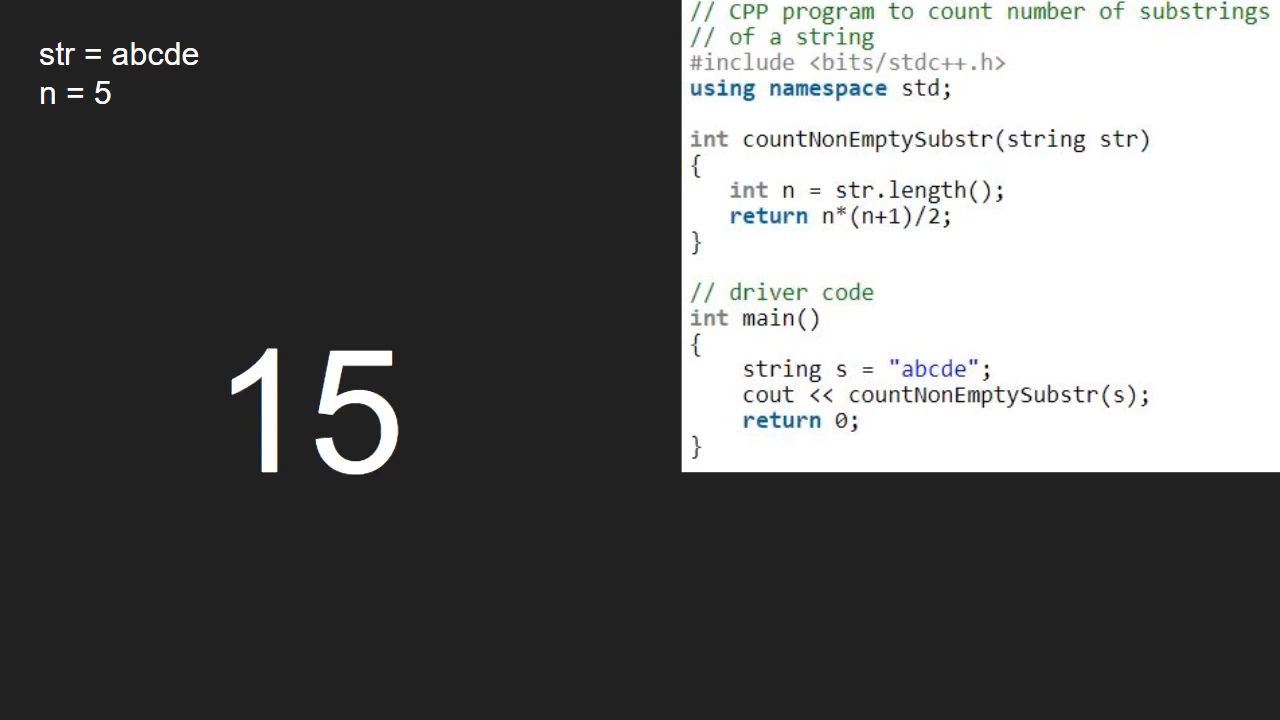 str = abcde
n = 5
15
// CPP program to count number of substrings
// of a string
#include <bits/stdc++.h>
using namespace std;
int countNonEmptySubstr(string str)
{
int n = str.length();
return n*(n+1)/2;
}
// driver code
int main()
{
string s = "abcde";
cout << countNonEmptySubstr(s);
return 0;
}